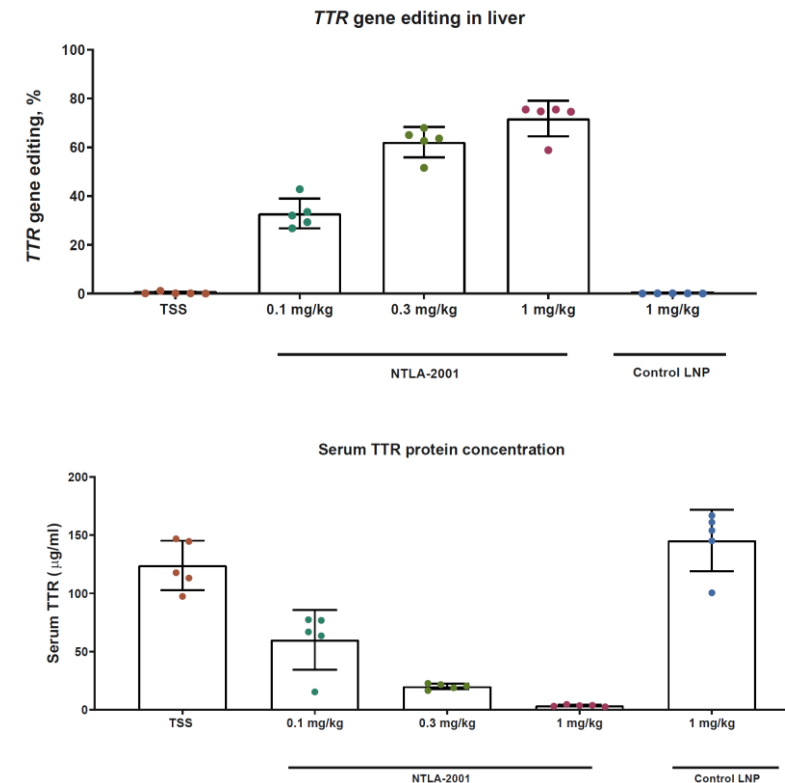 TTR gene editing in liver
TTR gene editing, %
100
80
60
40
20
0
TSS 0.1 mg/kg 0.3 mg/kg 1 mg/kg 1 mg/kg
NTLA-2001 Control LNP
Serum TTR protein concentration
Serum TTR (μg/ml)
200
150
100
50
0
TSS 0.1 mg/kg 0.3 mg/kg 1 mg/kg 1 mg/kg
NTLA-2001 Control LNP